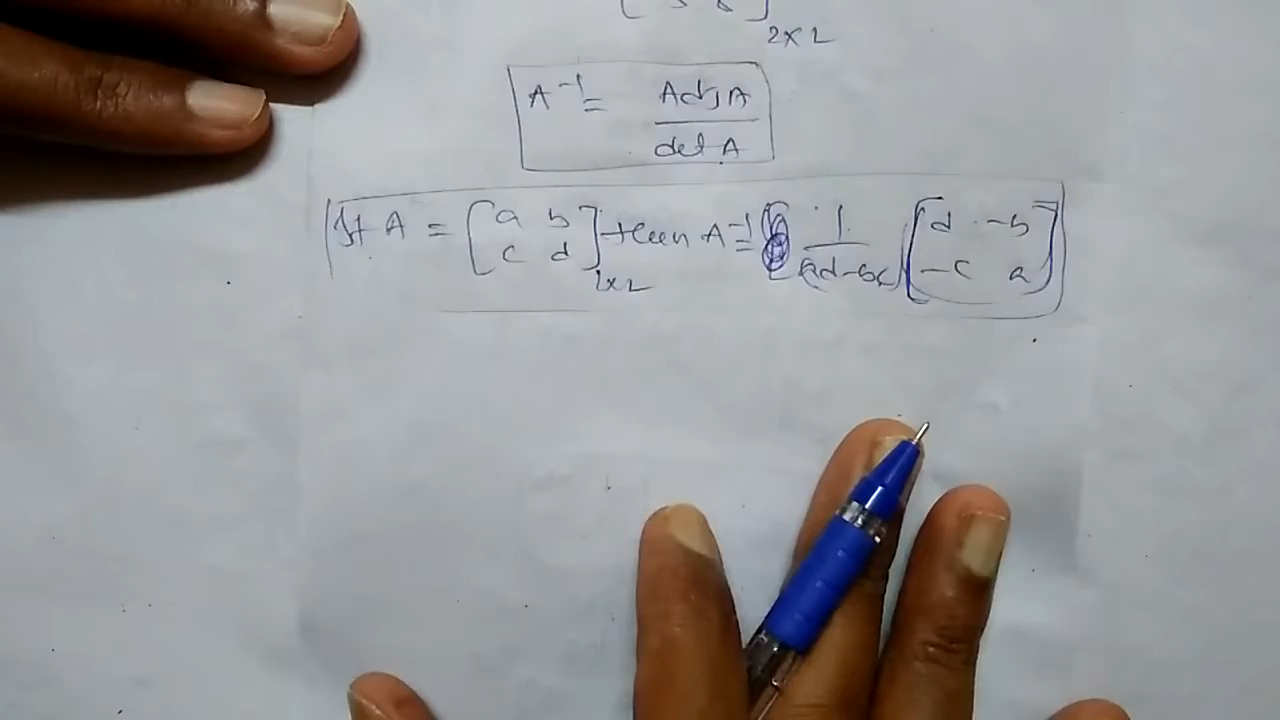 2x2
A⁻¹ = Adj A / det A
If A = [a b; c d] 2x2 then A⁻¹ = 1/(ad-bc) [d -b; -c a]